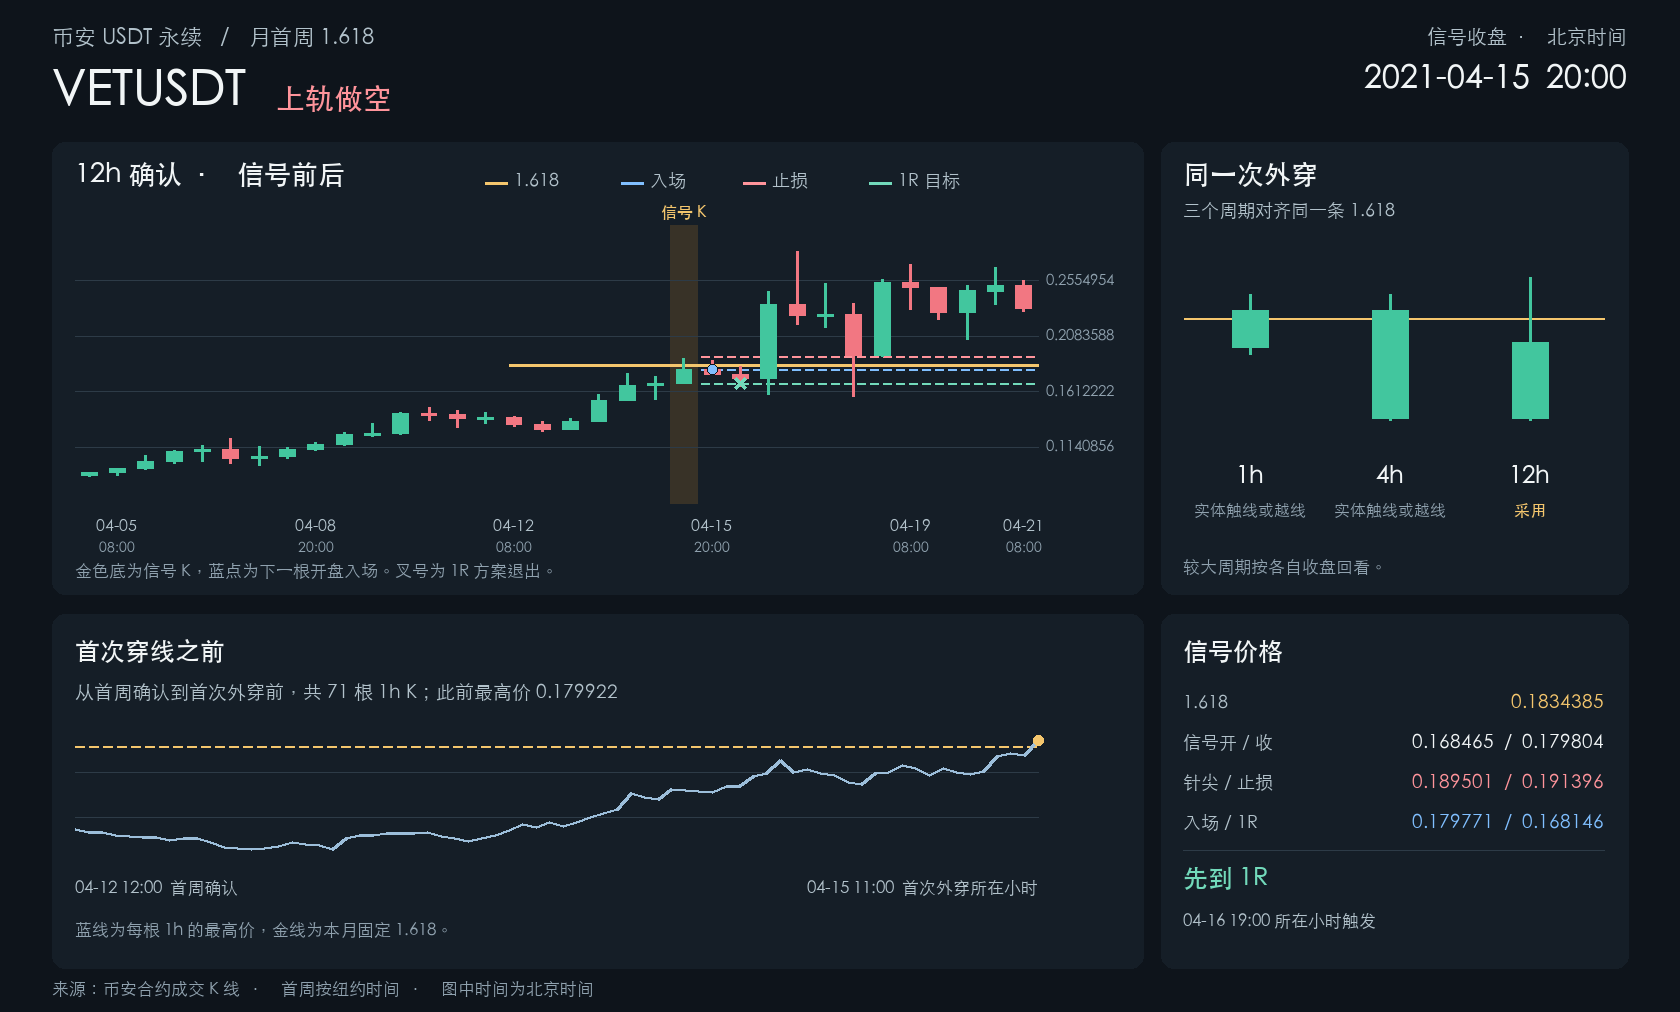 币安 USDT 永续 / 月首周 1.618
信号收盘 · 北京时间
VETUSDT 上轨做空
2021-04-15 20:00
12h 确认 · 信号前后
1.618 入场 止损 1R 目标
信号 K
0.2554954
0.2083588
0.1612222
0.1140856
04-05 04-08 04-12 04-15 04-19 04-21
08:00 20:00 08:00 20:00 08:00 08:00
金色底为信号 K，蓝点为下一根开盘入场。叉号为 1R 方案退出。
同一次外穿
三个周期对齐同一条 1.618
1h 4h 12h
实体触线或越线 实体触线或越线 采用
较大周期按各自收盘回看。
首次穿线之前
从首周确认到首次外穿前，共 71 根 1h K；此前最高价 0.179922
04-12 12:00 首周确认
04-15 11:00 首次外穿所在小时
蓝线为每根 1h 的最高价，金线为本月固定 1.618。
信号价格
1.618 0.1834385
信号开 / 收 0.168465 / 0.179804
针尖 / 止损 0.189501 / 0.191396
入场 / 1R 0.179771 / 0.168146
先到 1R
04-16 19:00 所在小时触发
来源：币安合约成交 K 线 · 首周按纽约时间 · 图中时间为北京时间